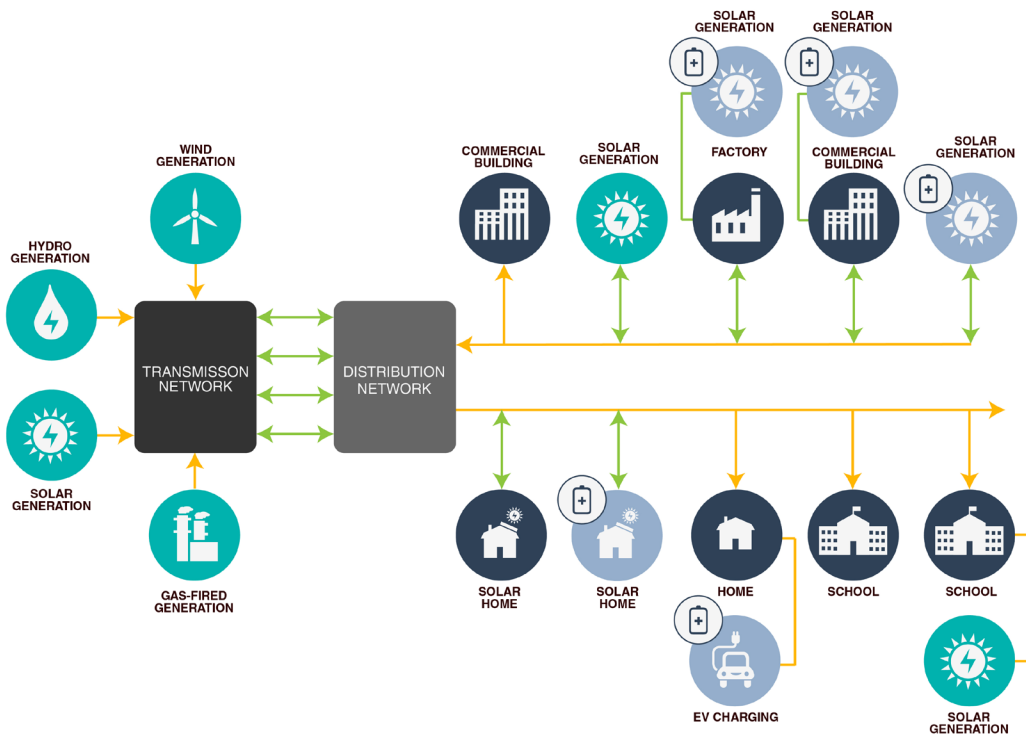 SOLAR
GENERATION
SOLAR
GENERATION
WIND
GENERATION
COMMERCIAL
BUILDING
SOLAR
GENERATION
FACTORY
COMMERCIAL
BUILDING
SOLAR
GENERATION
HYDRO
GENERATION
TRANSMISSON
NETWORK
DISTRIBUTION
NETWORK
SOLAR
GENERATION
GAS-FIRED
GENERATION
SOLAR
HOME
SOLAR
HOME
HOME
SCHOOL
SCHOOL
EV CHARGING
SOLAR
GENERATION